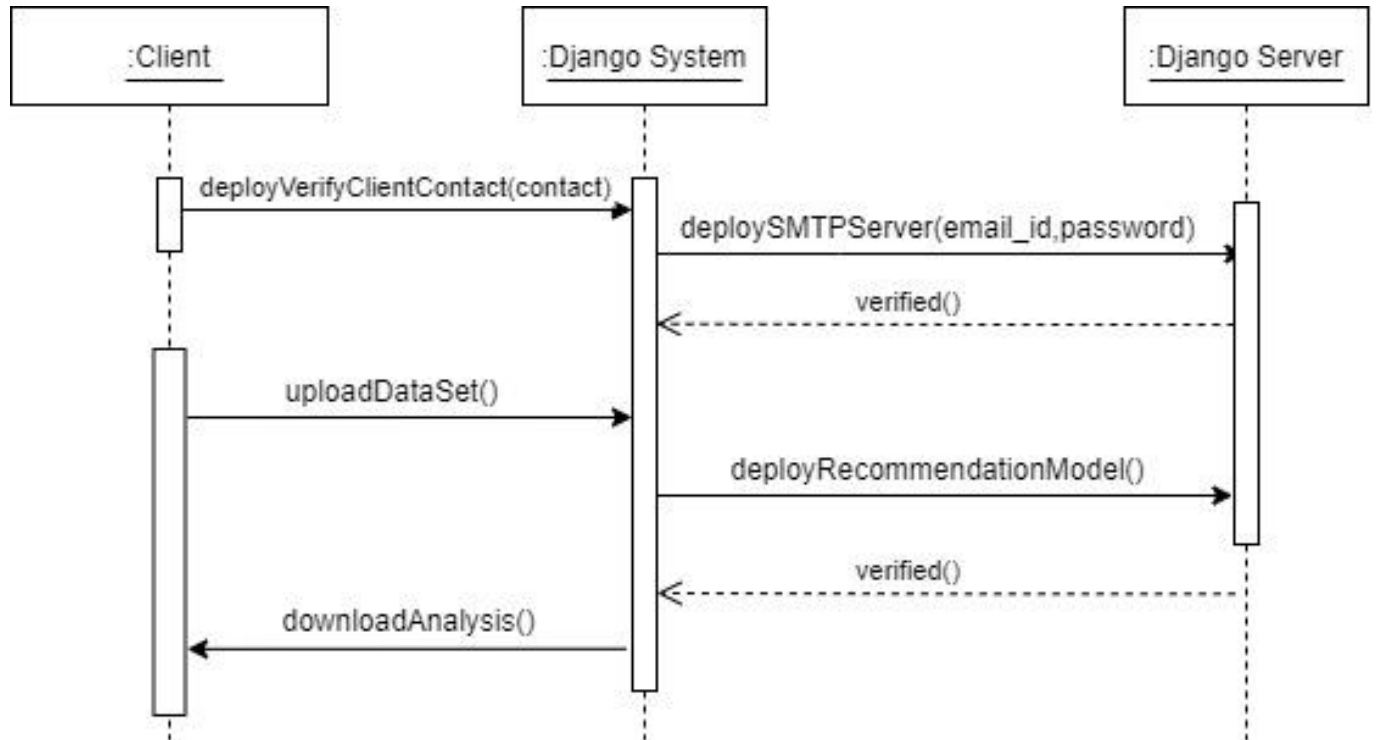 :Client
:Django System
:Django Server
deployVerifyClientContact(contact)
deploySMTPServer(email_id,password)
verified()
uploadDataSet()
deployRecommendationModel()
verified()
downloadAnalysis()